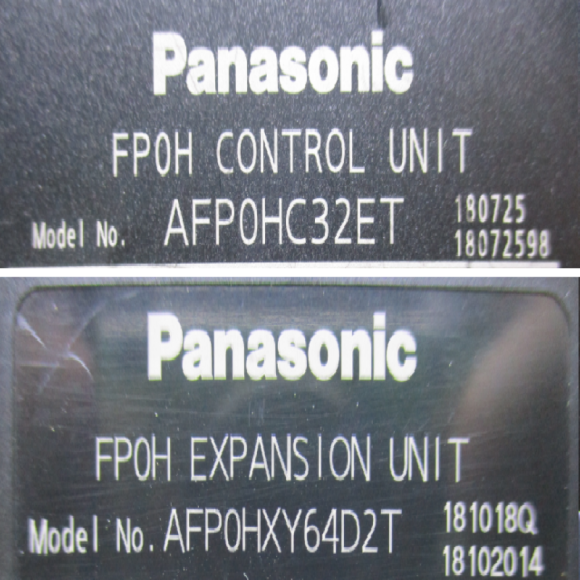 Panasonic
FP0H CONTROL UNIT
Model No. AFP0HC32ET 180725
18072598
Panasonic
FP0H EXPANSION UNIT
Model No. AFP0HXY64D2T 181018Q
18102014